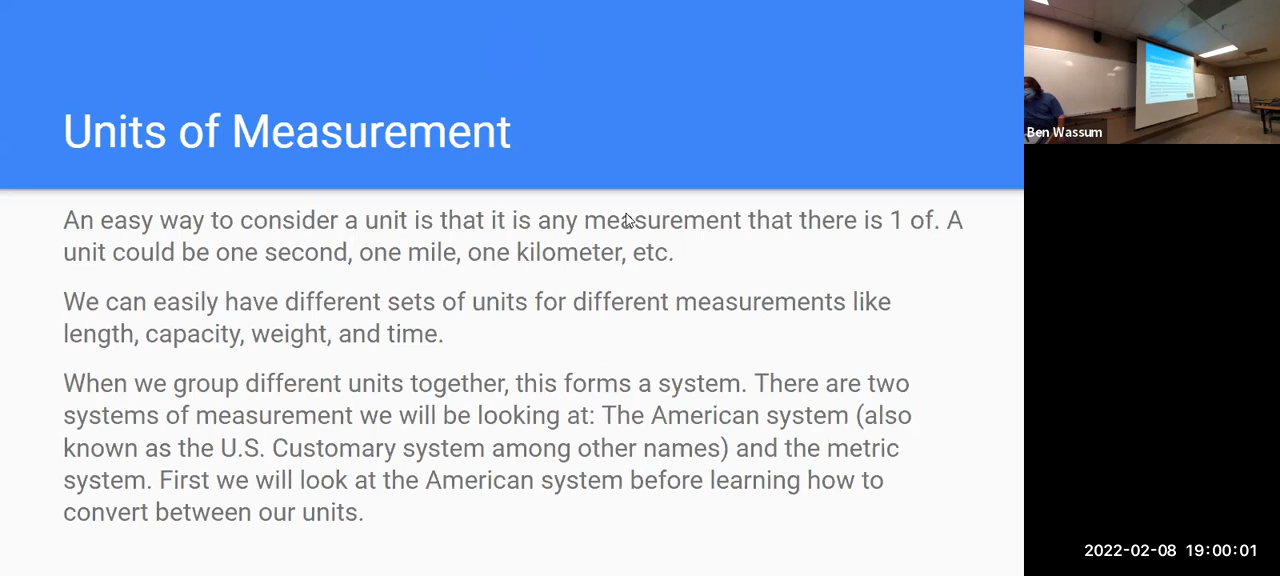 Units of Measurement
An easy way to consider a unit is that it is any measurement that there is 1 of. A
unit could be one second, one mile, one kilometer, etc.
We can easily have different sets of units for different measurements like
length, capacity, weight, and time.
When we group different units together, this forms a system. There are two
systems of measurement we will be looking at: The American system (also
known as the U.S. Customary system among other names) and the metric
system. First we will look at the American system before learning how to
convert between our units.
Ben Wassum
2022-02-08 19:00:01